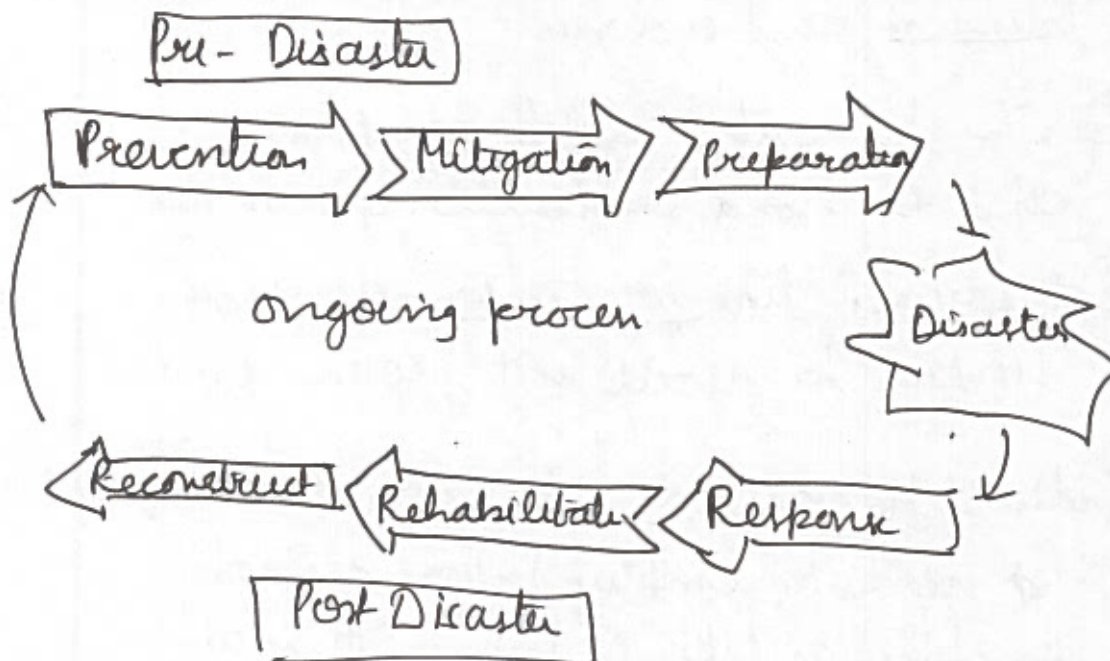 Pre- Disaster
Prevention Mitigation Preparation
ongoing process
Disaster
Reconstruct Rehabilitate Response
Post Disaster